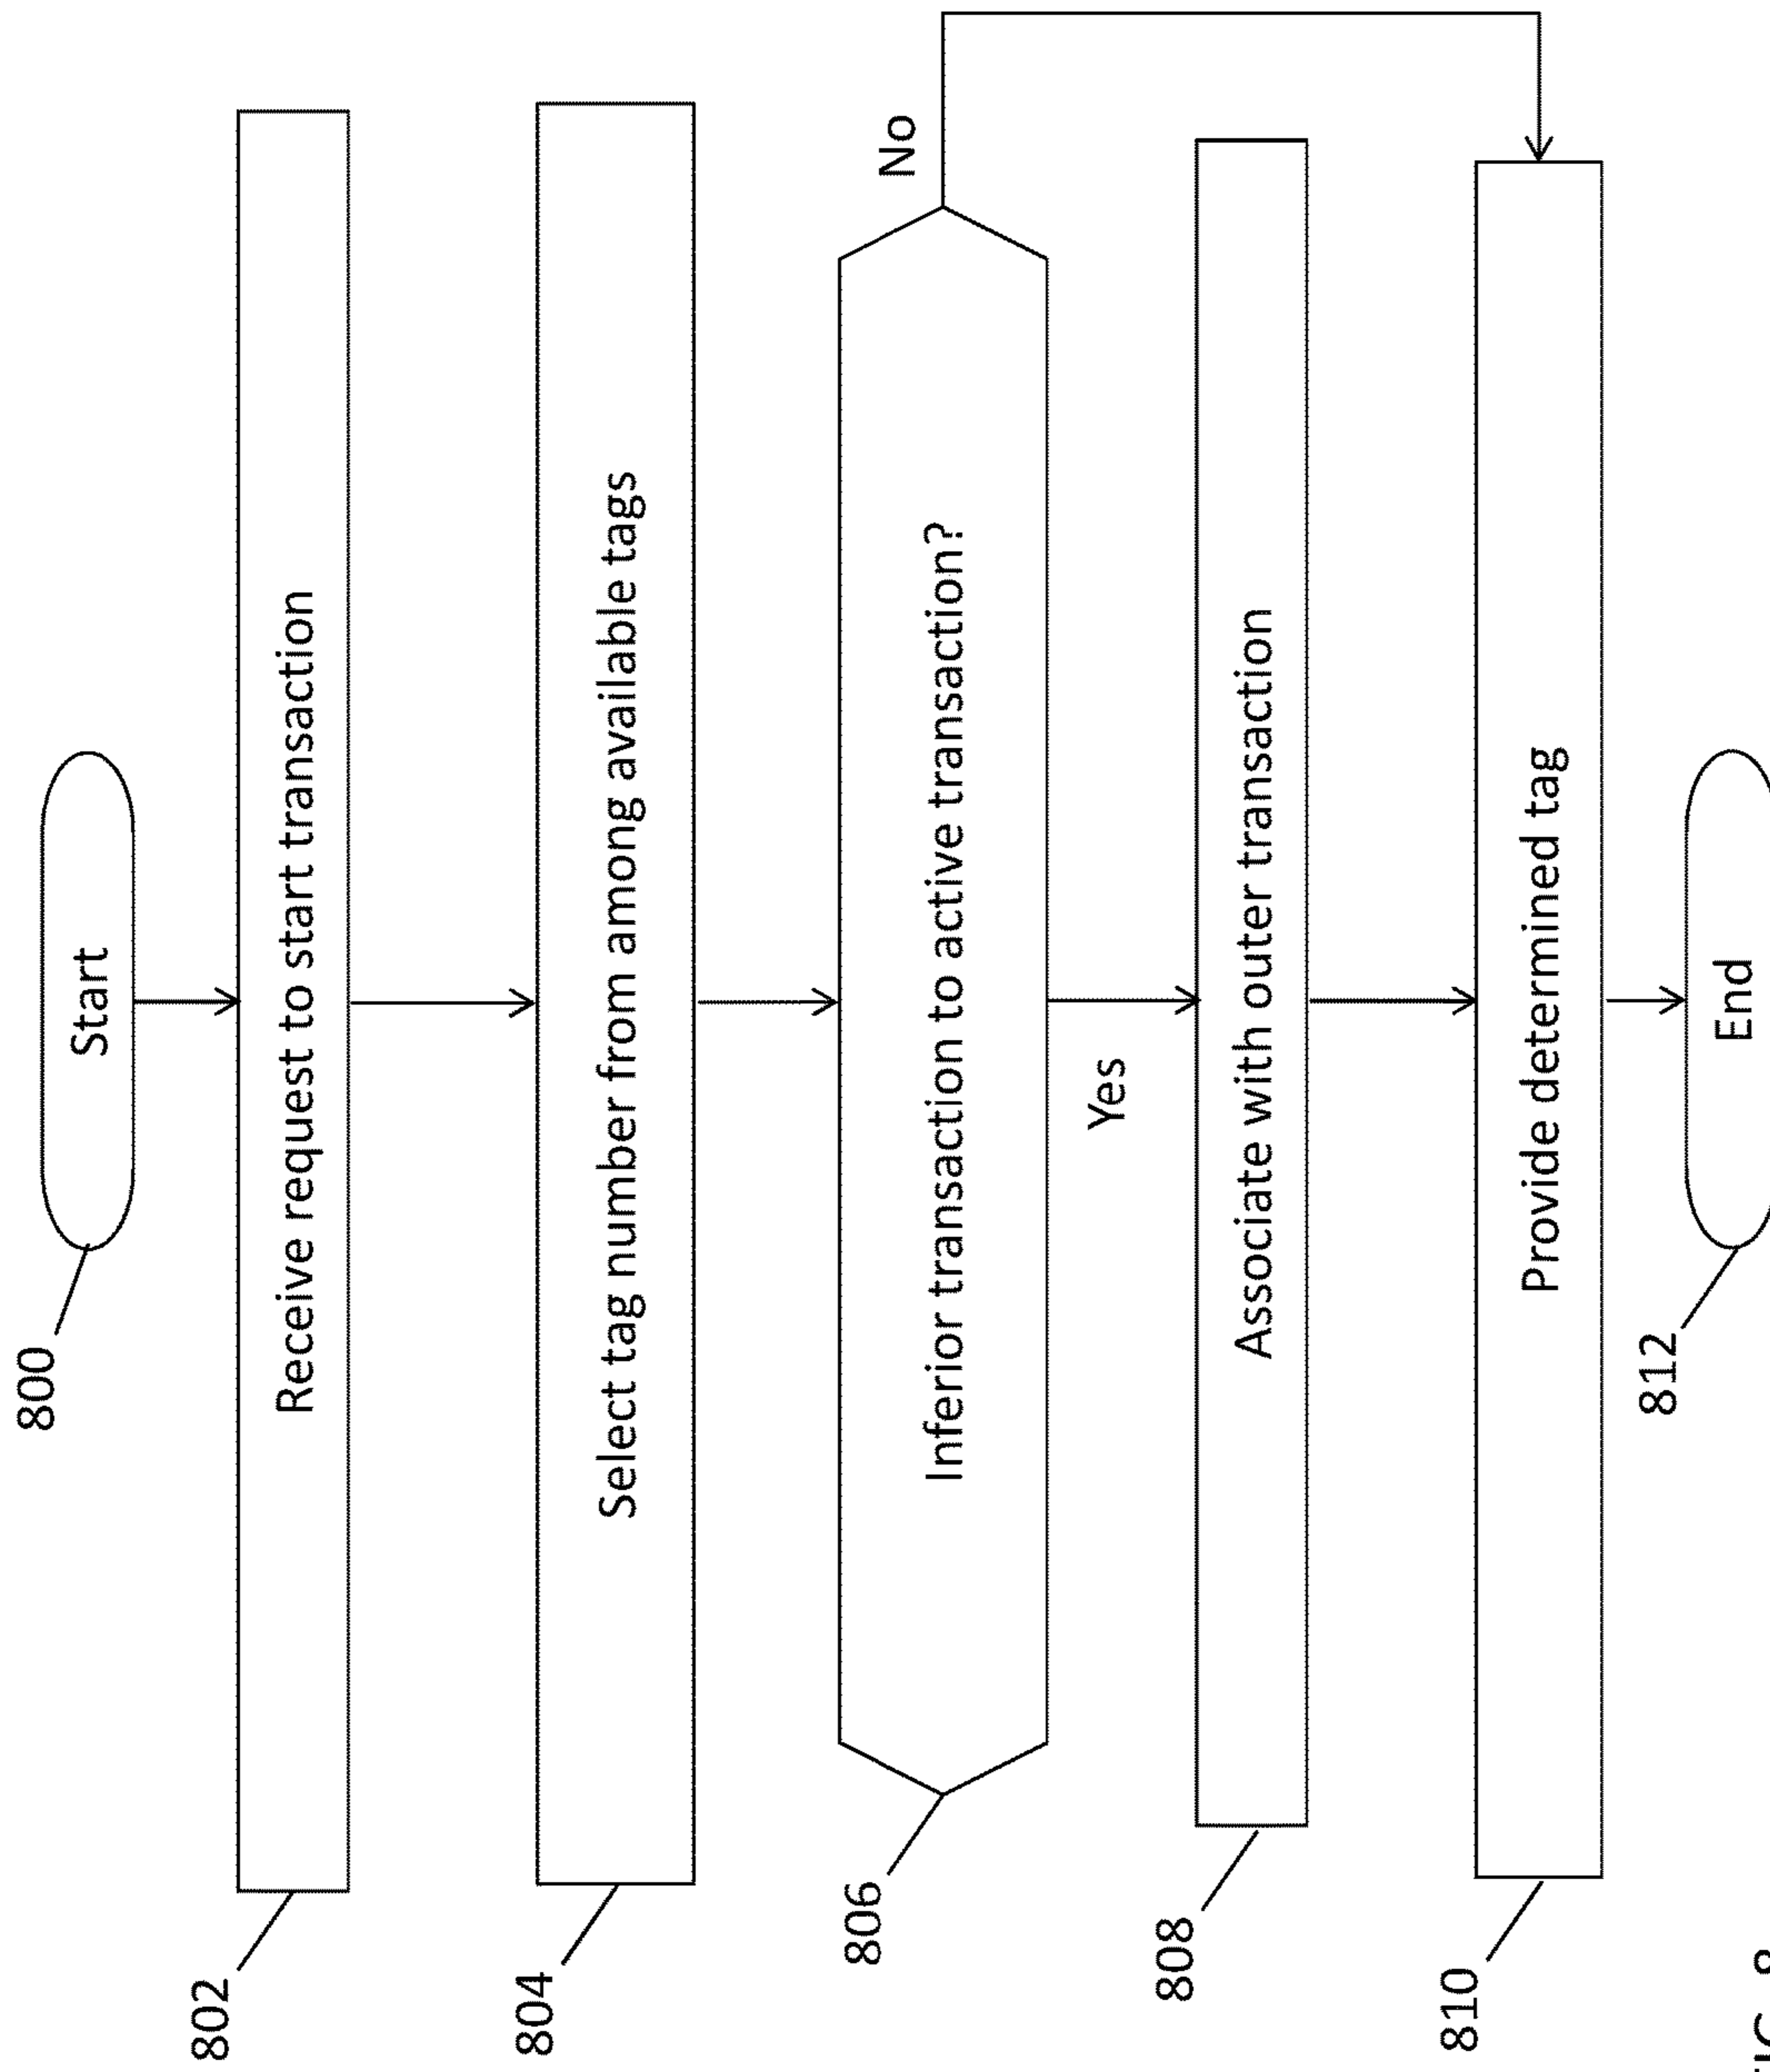 800
Start
802
Receive request to start transaction
804
Select tag number from among available tags
806
Inferior transaction to active transaction?
No
Yes
808
Associate with outer transaction
810
Provide determined tag
812
End